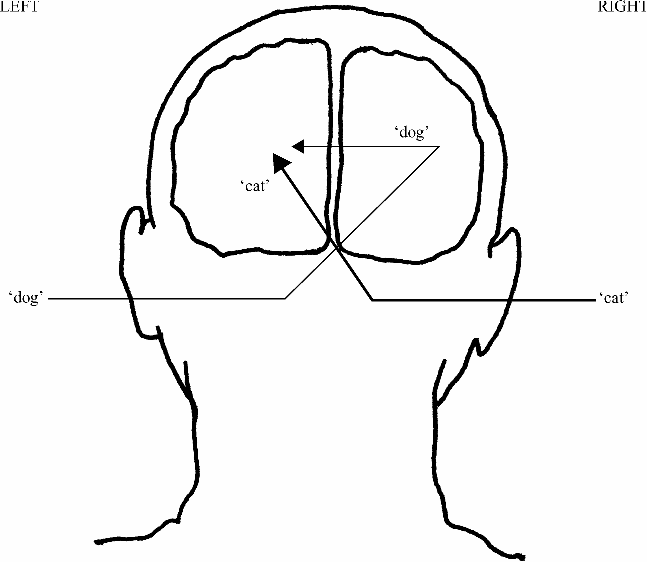 LEFT
RIGHT
‘dog’
‘cat’
‘dog’
‘cat’